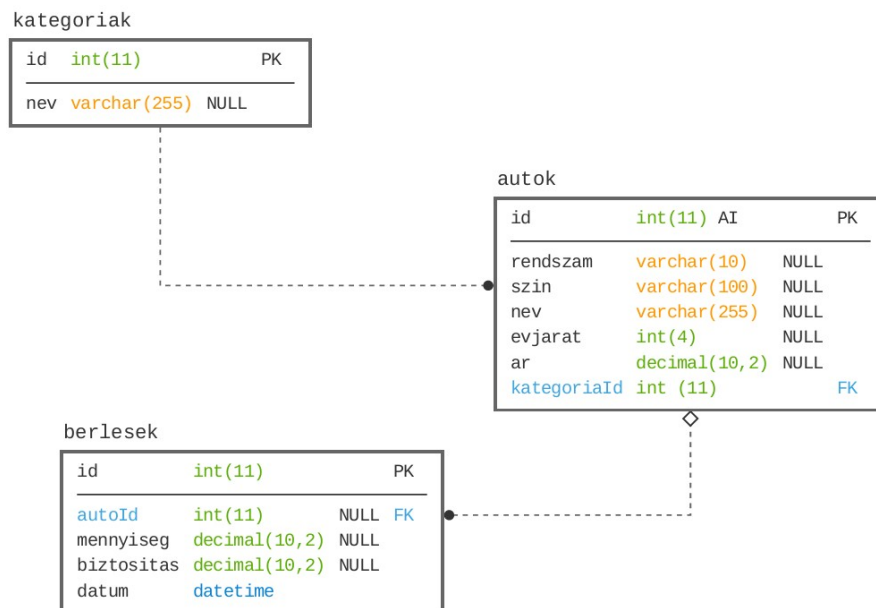 kategoriak
id int(11) PK
nev varchar(255) NULL
autok
id int(11) AI PK
rendszam varchar(10) NULL
szin varchar(100) NULL
nev varchar(255) NULL
evjarat int(4) NULL
ar decimal(10,2) NULL
kategoriaId int (11) FK
berlesek
id int(11) PK
autoId int(11) NULL FK
mennyiseg decimal(10,2) NULL
biztositas decimal(10,2) NULL
datum datetime